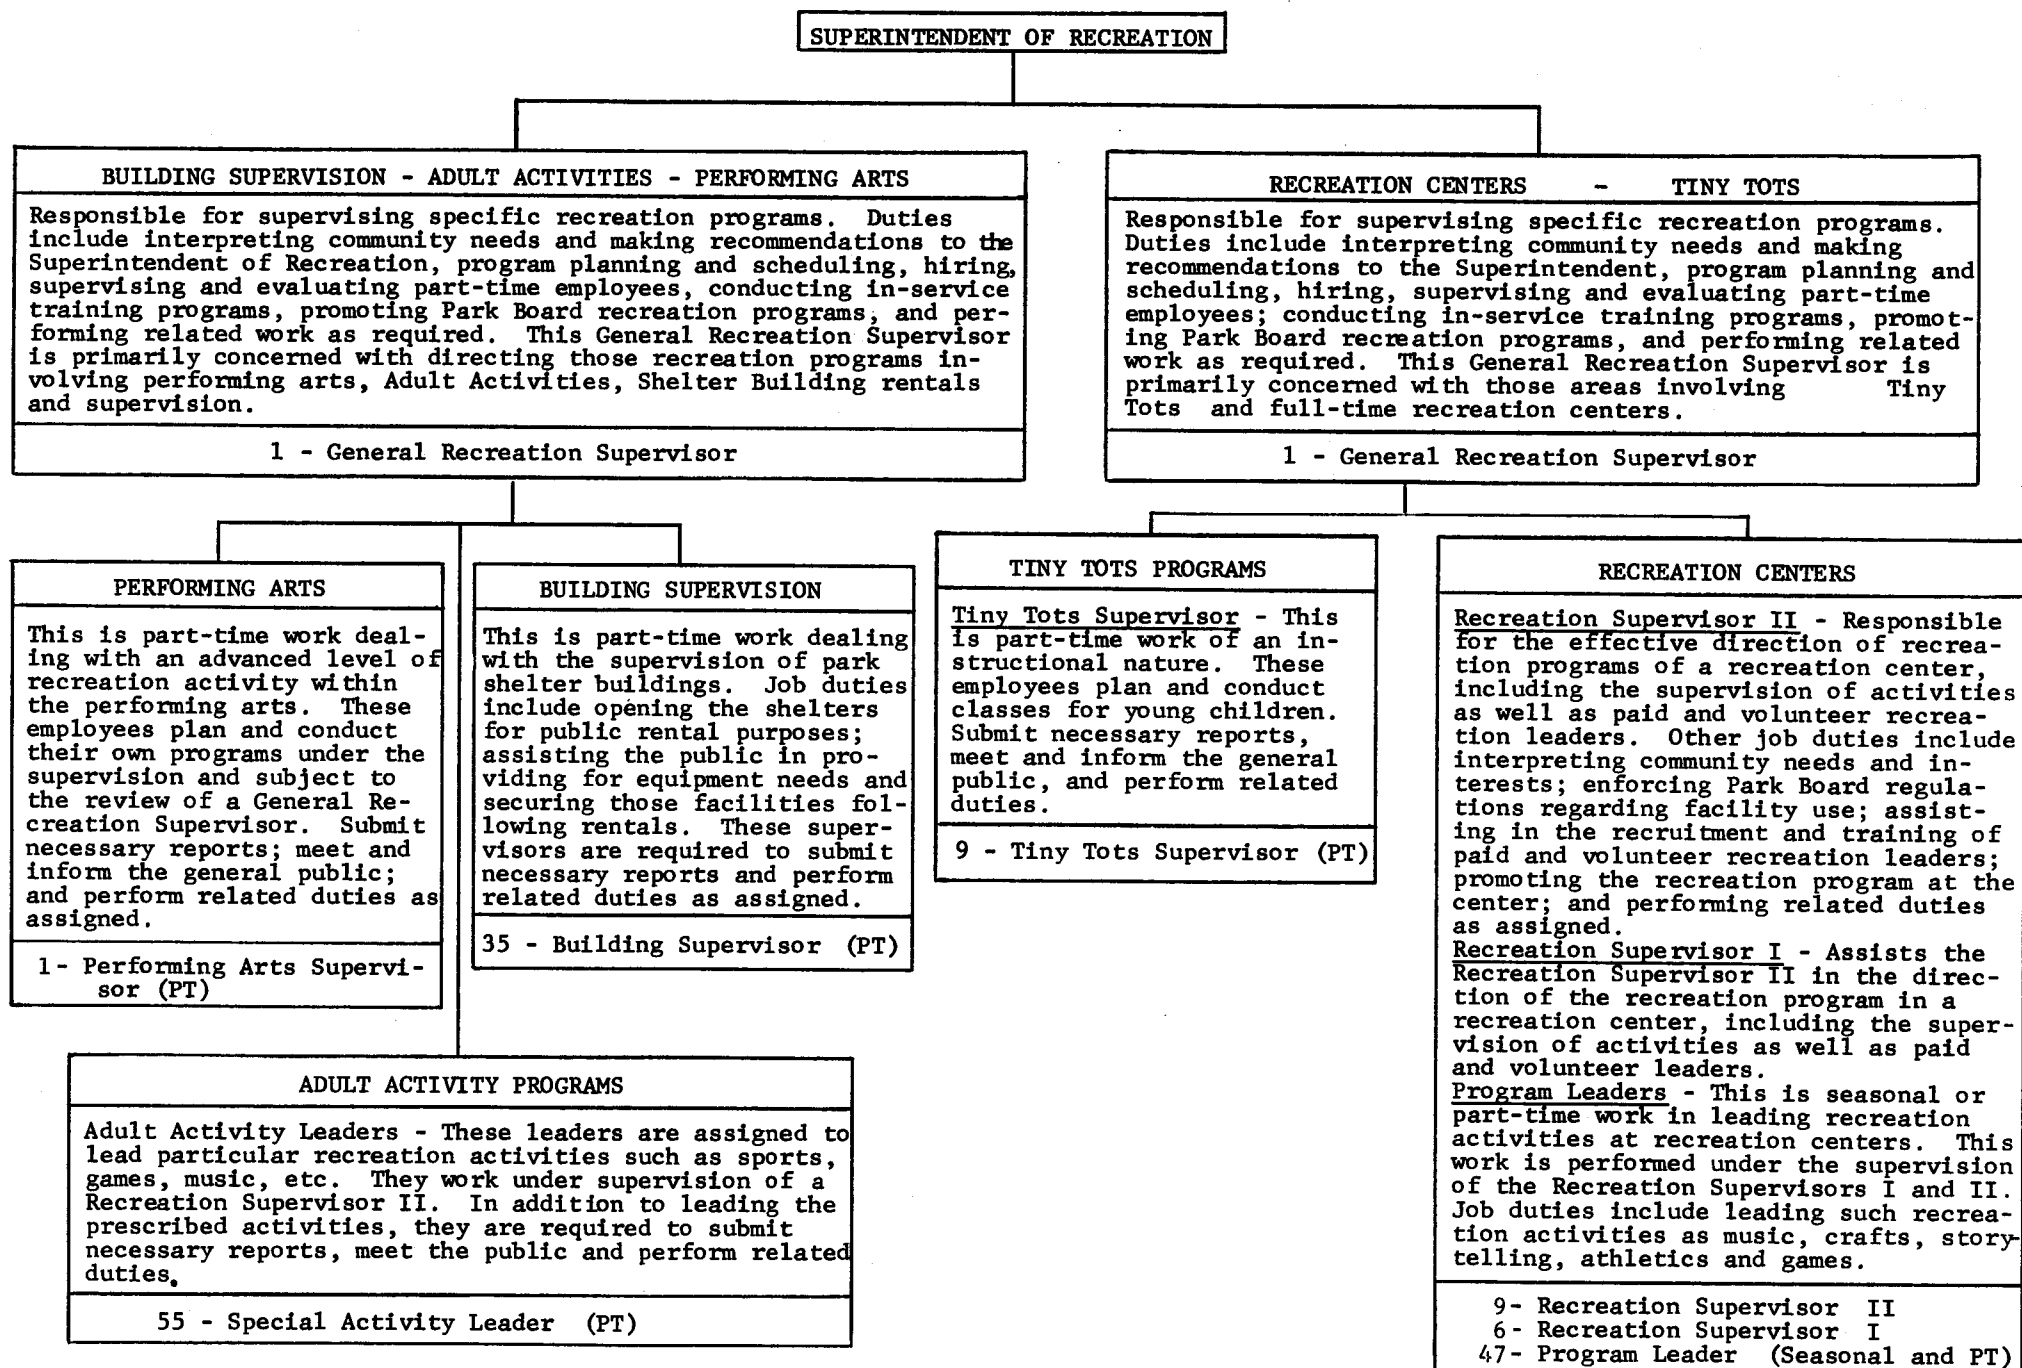 SUPERINTENDENT OF RECREATION
BUILDING SUPERVISION - ADULT ACTIVITIES - PERFORMING ARTS
Responsible for supervising specific recreation programs. Duties
include interpreting community needs and making recommendations to the
Superintendent of Recreation, program planning and scheduling, hiring,
supervising and evaluating part-time employees, conducting in-service
training programs, promoting Park Board recreation programs, and per-
forming related work as required. This General Recreation Supervisor
is primarily concerned with directing those recreation programs in-
volving performing arts, Adult Activities, Shelter Building rentals
and supervision.
1 - General Recreation Supervisor
RECREATION CENTERS - TINY TOTS
Responsible for supervising specific recreation programs.
Duties include interpreting community needs and making
recommendations to the Superintendent, program planning and
scheduling, hiring, supervising and evaluating part-time
employees; conducting in-service training programs, promot-
ing Park Board recreation programs, and performing related
work as required. This General Recreation Supervisor is
primarily concerned with those areas involving Tiny
Tots and full-time recreation centers.
1 - General Recreation Supervisor
PERFORMING ARTS
This is part-time work deal-
ing with an advanced level of
recreation activity within
the performing arts. These
employees plan and conduct
their own programs under the
supervision and subject to
the review of a General Re-
creation Supervisor. Submit
necessary reports; meet and
inform the general public;
and perform related duties as
assigned.
1- Performing Arts Supervi-
sor (PT)
BUILDING SUPERVISION
This is part-time work dealing
with the supervision of park
shelter buildings. Job duties
include opening the shelters
for public rental purposes;
assisting the public in pro-
viding for equipment needs and
securing those facilities fol-
lowing rentals. These super-
visors are required to submit
necessary reports and perform
related duties as assigned.
35 - Building Supervisor (PT)
TINY TOTS PROGRAMS
Tiny Tots Supervisor - This
is part-time work of an in-
structional nature. These
employees plan and conduct
classes for young children.
Submit necessary reports,
meet and inform the general
public, and perform related
duties.
9 - Tiny Tots Supervisor (PT)
RECREATION CENTERS
Recreation Supervisor II - Responsible
for the effective direction of recrea-
tion programs of a recreation center,
including the supervision of activities
as well as paid and volunteer recrea-
tion leaders. Other job duties include
interpreting community needs and in-
terests; enforcing Park Board regula-
tions regarding facility use; assist-
ing in the recruitment and training of
paid and volunteer recreation leaders;
promoting the recreation program at the
center; and performing related duties
as assigned.
Recreation Supervisor I - Assists the
Recreation Supervisor II in the direc-
tion of the recreation program in a
recreation center, including the super-
vision of activities as well as paid
and volunteer leaders.
Program Leaders - This is seasonal or
part-time work in leading recreation
activities at recreation centers. This
work is performed under the supervision
of the Recreation Supervisors I and II.
Job duties include leading such recrea-
tion activities as music, crafts, story-
telling, athletics and games.
9- Recreation Supervisor II
6- Recreation Supervisor I
47- Program Leader (Seasonal and PT)
ADULT ACTIVITY PROGRAMS
Adult Activity Leaders - These leaders are assigned to
lead particular recreation activities such as sports,
games, music, etc. They work under supervision of a
Recreation Supervisor II. In addition to leading the
prescribed activities, they are required to submit
necessary reports, meet the public and perform related
duties.
55 - Special Activity Leader (PT)